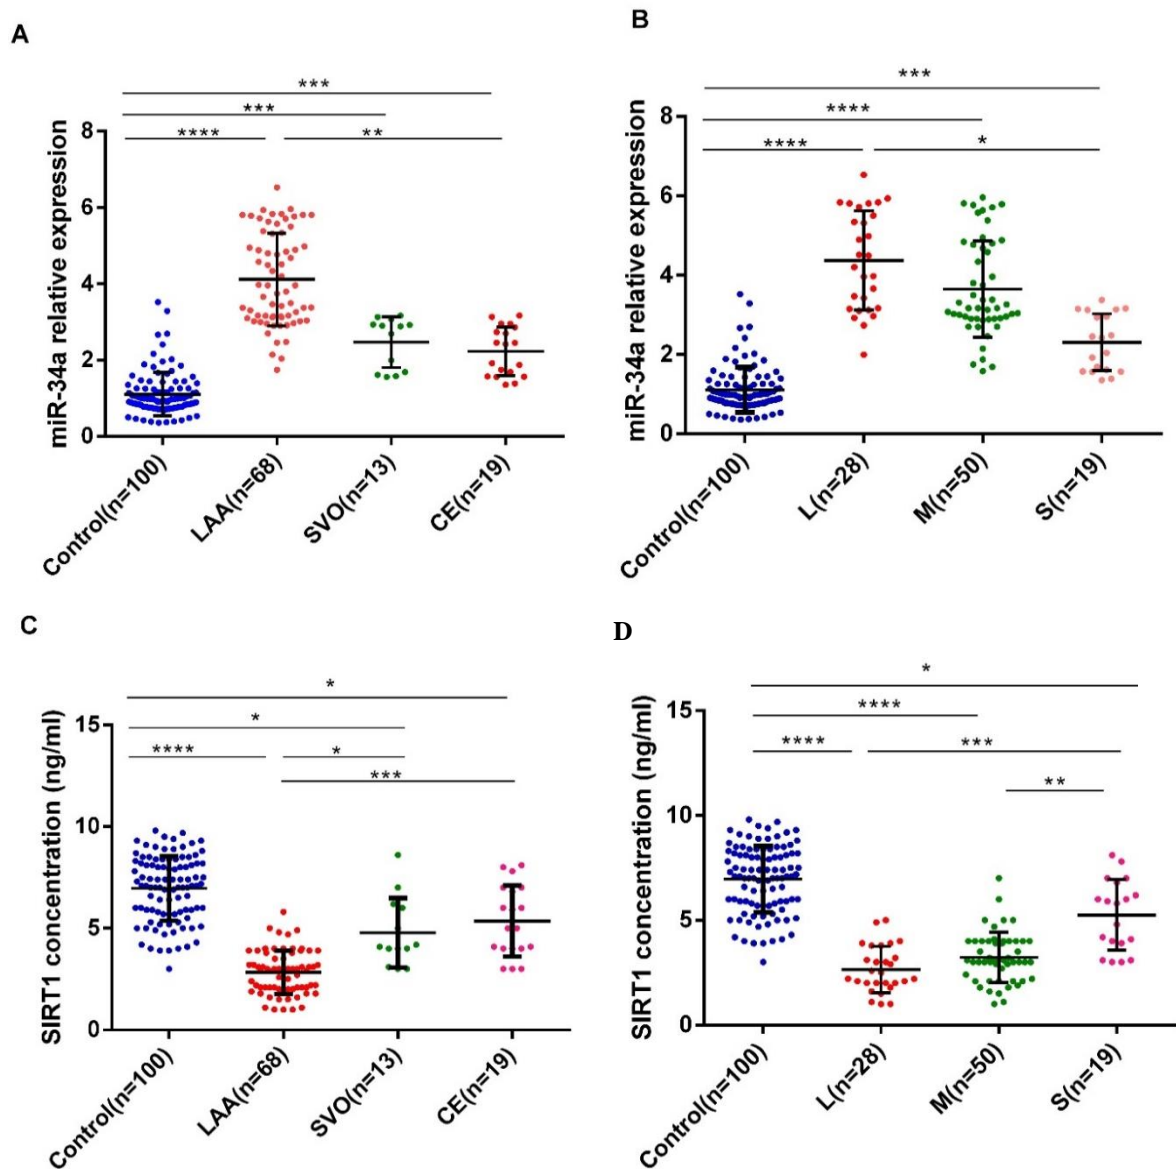 A
***
***
****
**
miR-34a relative expression
8
6
4
2
0
Control(n=100)
LAA(n=68)
SVO(n=13)
CE(n=19)
B
***
****
****
*
miR-34a relative expression
8
6
4
2
0
Control(n=100)
L(n=28)
M(n=50)
S(n=19)
C
*
*
****
*
***
SIRT1 concentration (ng/ml)
15
10
5
0
Control(n=100)
LAA(n=68)
SVO(n=13)
CE(n=19)
D
*
****
****
***
**
SIRT1 concentration (ng/ml)
15
10
5
0
Control(n=100)
L(n=28)
M(n=50)
S(n=19)